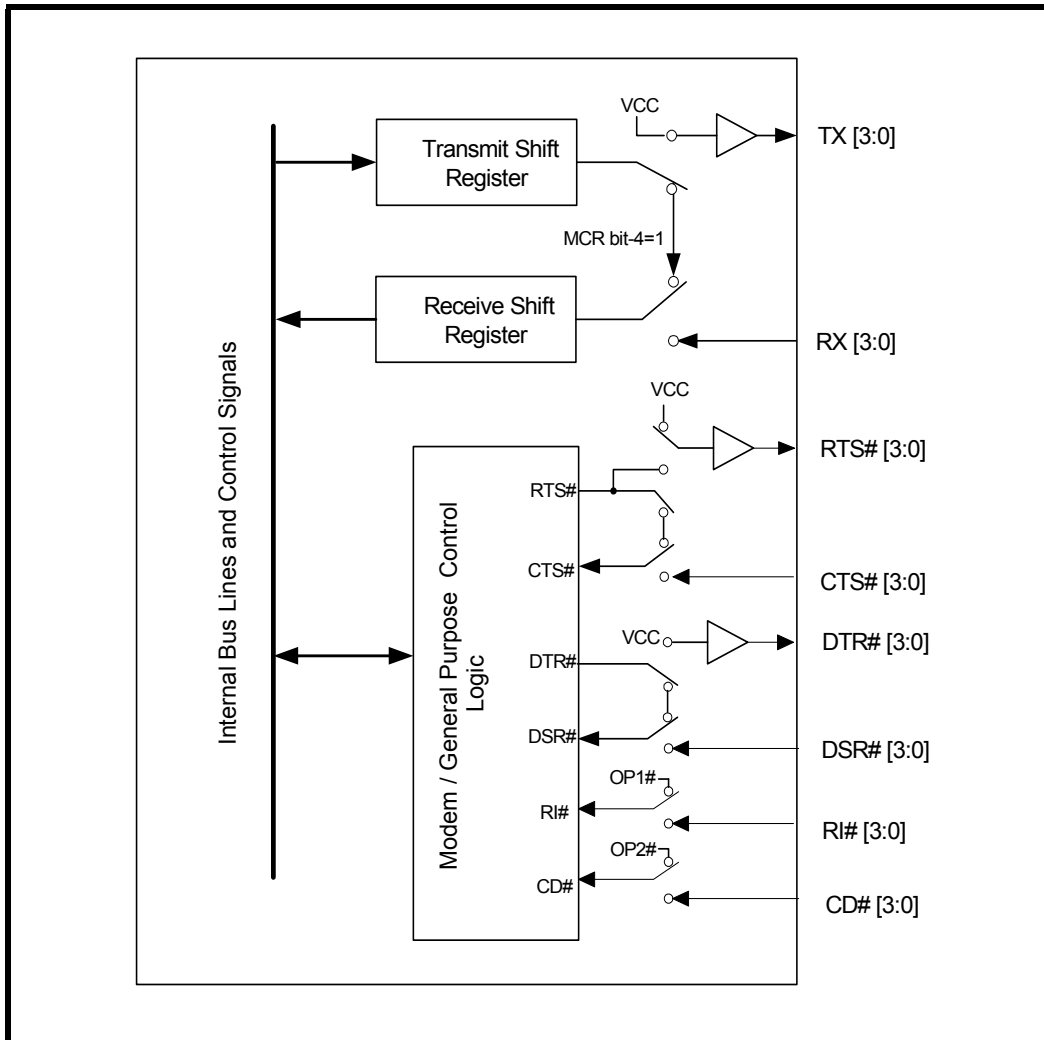 VCC
TX [3:0]
Transmit Shift
Register
MCR bit-4=1
Receive Shift
Register
RX [3:0]
Internal Bus Lines and Control Signals
VCC
RTS# [3:0]
Modem / General Purpose Control
Logic
RTS#
CTS#
CTS# [3:0]
VCC
DTR# [3:0]
DTR#
DSR#
DSR# [3:0]
OP1#
RI#
RI# [3:0]
OP2#
CD#
CD# [3:0]